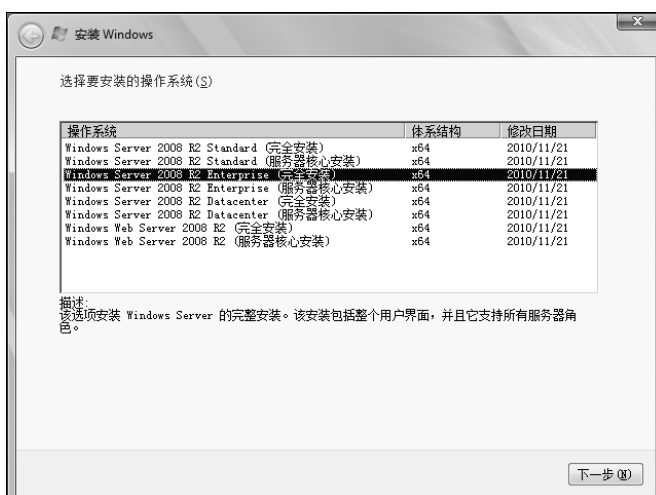 安装 Windows
选择要安装的操作系统(S)
操作系统 体系结构 修改日期
Windows Server 2008 R2 Standard (完全安装) x64 2010/11/21
Windows Server 2008 R2 Standard (服务器核心安装) x64 2010/11/21
Windows Server 2008 R2 Enterprise (完全安装) x64 2010/11/21
Windows Server 2008 R2 Enterprise (服务器核心安装) x64 2010/11/21
Windows Server 2008 R2 Datacenter (完全安装) x64 2010/11/21
Windows Server 2008 R2 Datacenter (服务器核心安装) x64 2010/11/21
Windows Web Server 2008 R2 (完全安装) x64 2010/11/21
Windows Web Server 2008 R2 (服务器核心安装) x64 2010/11/21
描述:
该选项安装 Windows Server 的完整安装。该安装包括整个用户界面，并且它支持所有服务器角
色。
下一步(N)